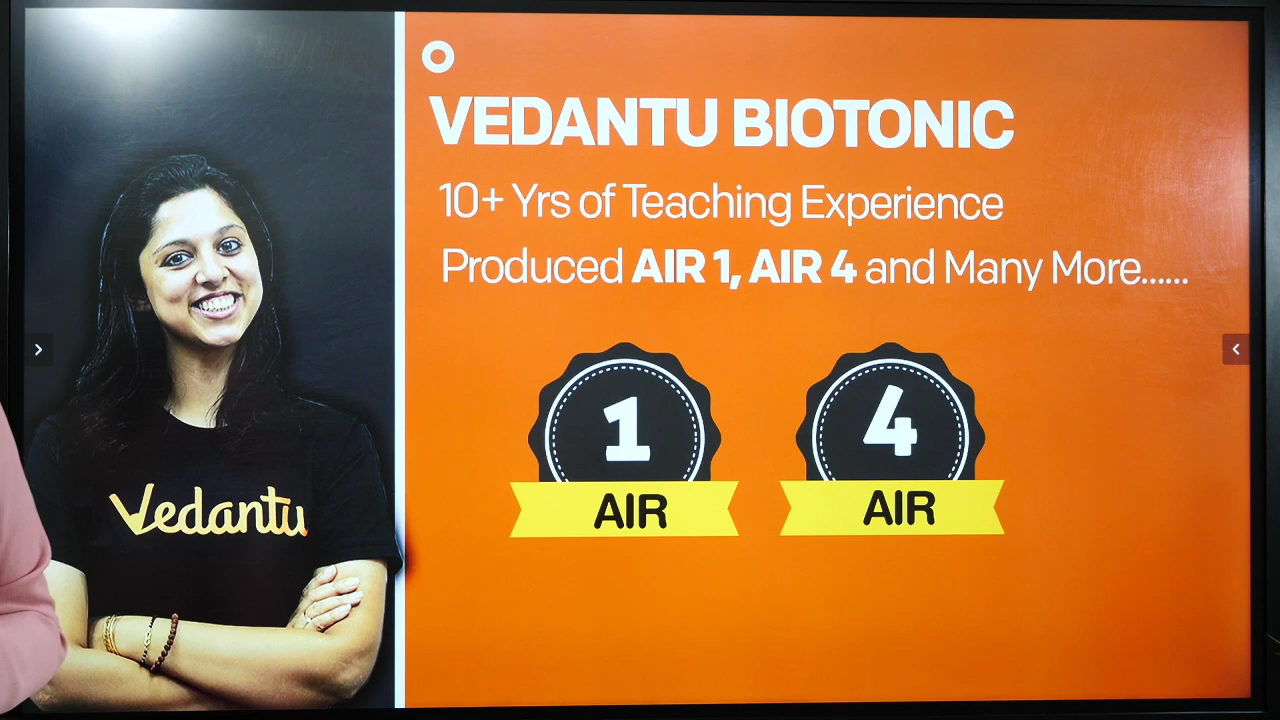 VEDANTU BIOTONIC
10+ Yrs of Teaching Experience
Produced AIR 1, AIR 4 and Many More......
1
AIR
4
AIR
Vedantu